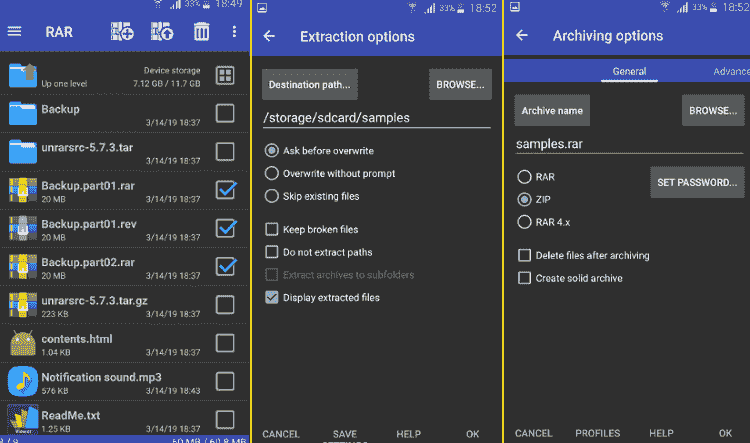 33% 18:49
RAR
Up one level
Device storage
7.12 GB / 11.7 GB
Backup
3/14/19 18:37
unrarsrc-5.7.3.tar
3/14/19 18:37
Backup.part01.rar
20 MB 3/14/19 18:37
Backup.part01.rev
20 MB 3/14/19 18:37
Backup.part02.rar
20 MB 3/14/19 18:37
unrarsrc-5.7.3.tar.gz
223 KB 3/14/19 18:37
contents.html
1.04 KB 3/14/19 18:37
Notification sound.mp3
576 KB 3/14/19 18:43
ReadMe.txt
1.25 KB 3/14/19 18:37
60 MB / 60.8 MB
33% 18:52
Extraction options
Destination path...
BROWSE...
/storage/sdcard/samples
Ask before overwrite
Overwrite without prompt
Skip existing files
Keep broken files
Do not extract paths
Extract archives to subfolders
Display extracted files
CANCEL SAVE HELP OK
33% 18:52
Archiving options
General Advance
Archive name
BROWSE...
samples.rar
RAR
ZIP
SET PASSWORD...
RAR 4.x
Delete files after archiving
Create solid archive
CANCEL PROFILES HELP OK